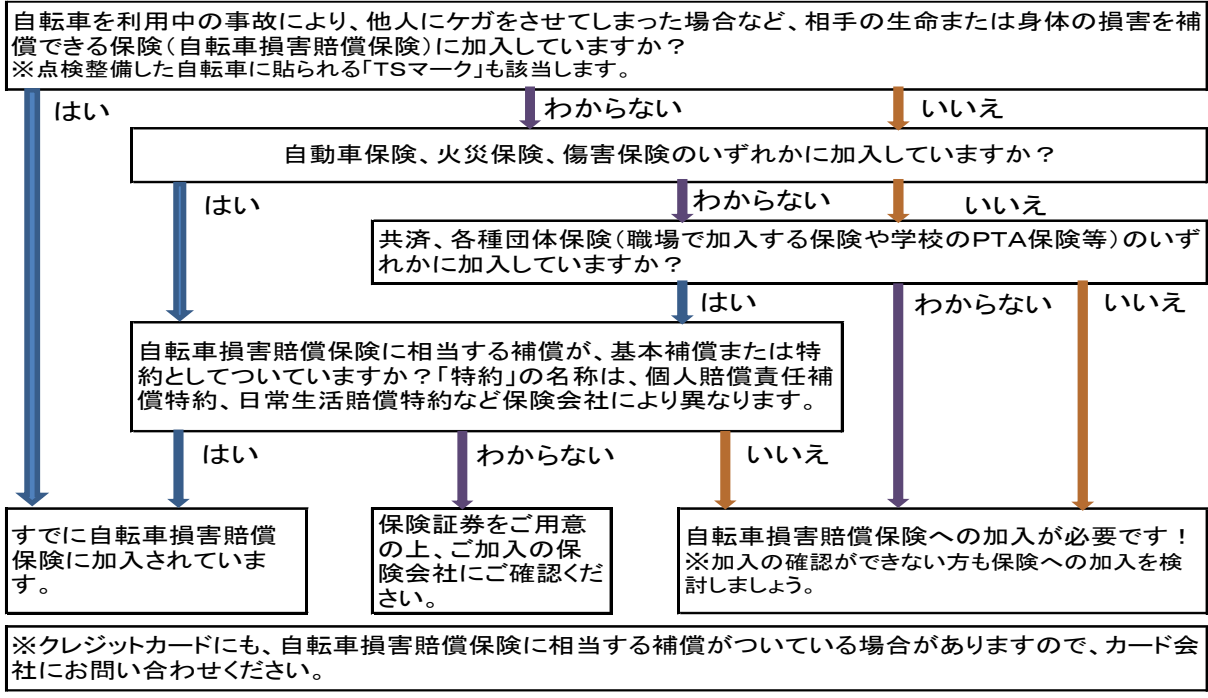 自転車を利用中の事故により、他人にケガをさせてしまった場合など、相手の生命または身体の損害を補
償できる保険(自転車損害賠償保険)に加入していますか?
※点検整備した自転車に貼られる「TSマーク」も該当します。
はい
わからない
いいえ
自動車保険、火災保険、傷害保険のいずれかに加入していますか?
はい
わからない
いいえ
共済、各種団体保険(職場で加入する保険や学校のPTA保険等)のいず
れかに加入していますか?
はい
わからない
いいえ
自転車損害賠償保険に相当する補償が、基本補償または特
約としてついていますか?「特約」の名称は、個人賠償責任補
償特約、日常生活賠償特約など保険会社により異なります。
はい
わからない
いいえ
すでに自転車損害賠償
保険に加入されていま
す。
保険証券をご用意
の上、ご加入の保
険会社にご確認くだ
さい。
自転車損害賠償保険への加入が必要です!
※加入の確認ができない方も保険への加入を検
討しましょう。
※クレジットカードにも、自転車損害賠償保険に相当する補償がついている場合がありますので、カード会
社にお問い合わせください。